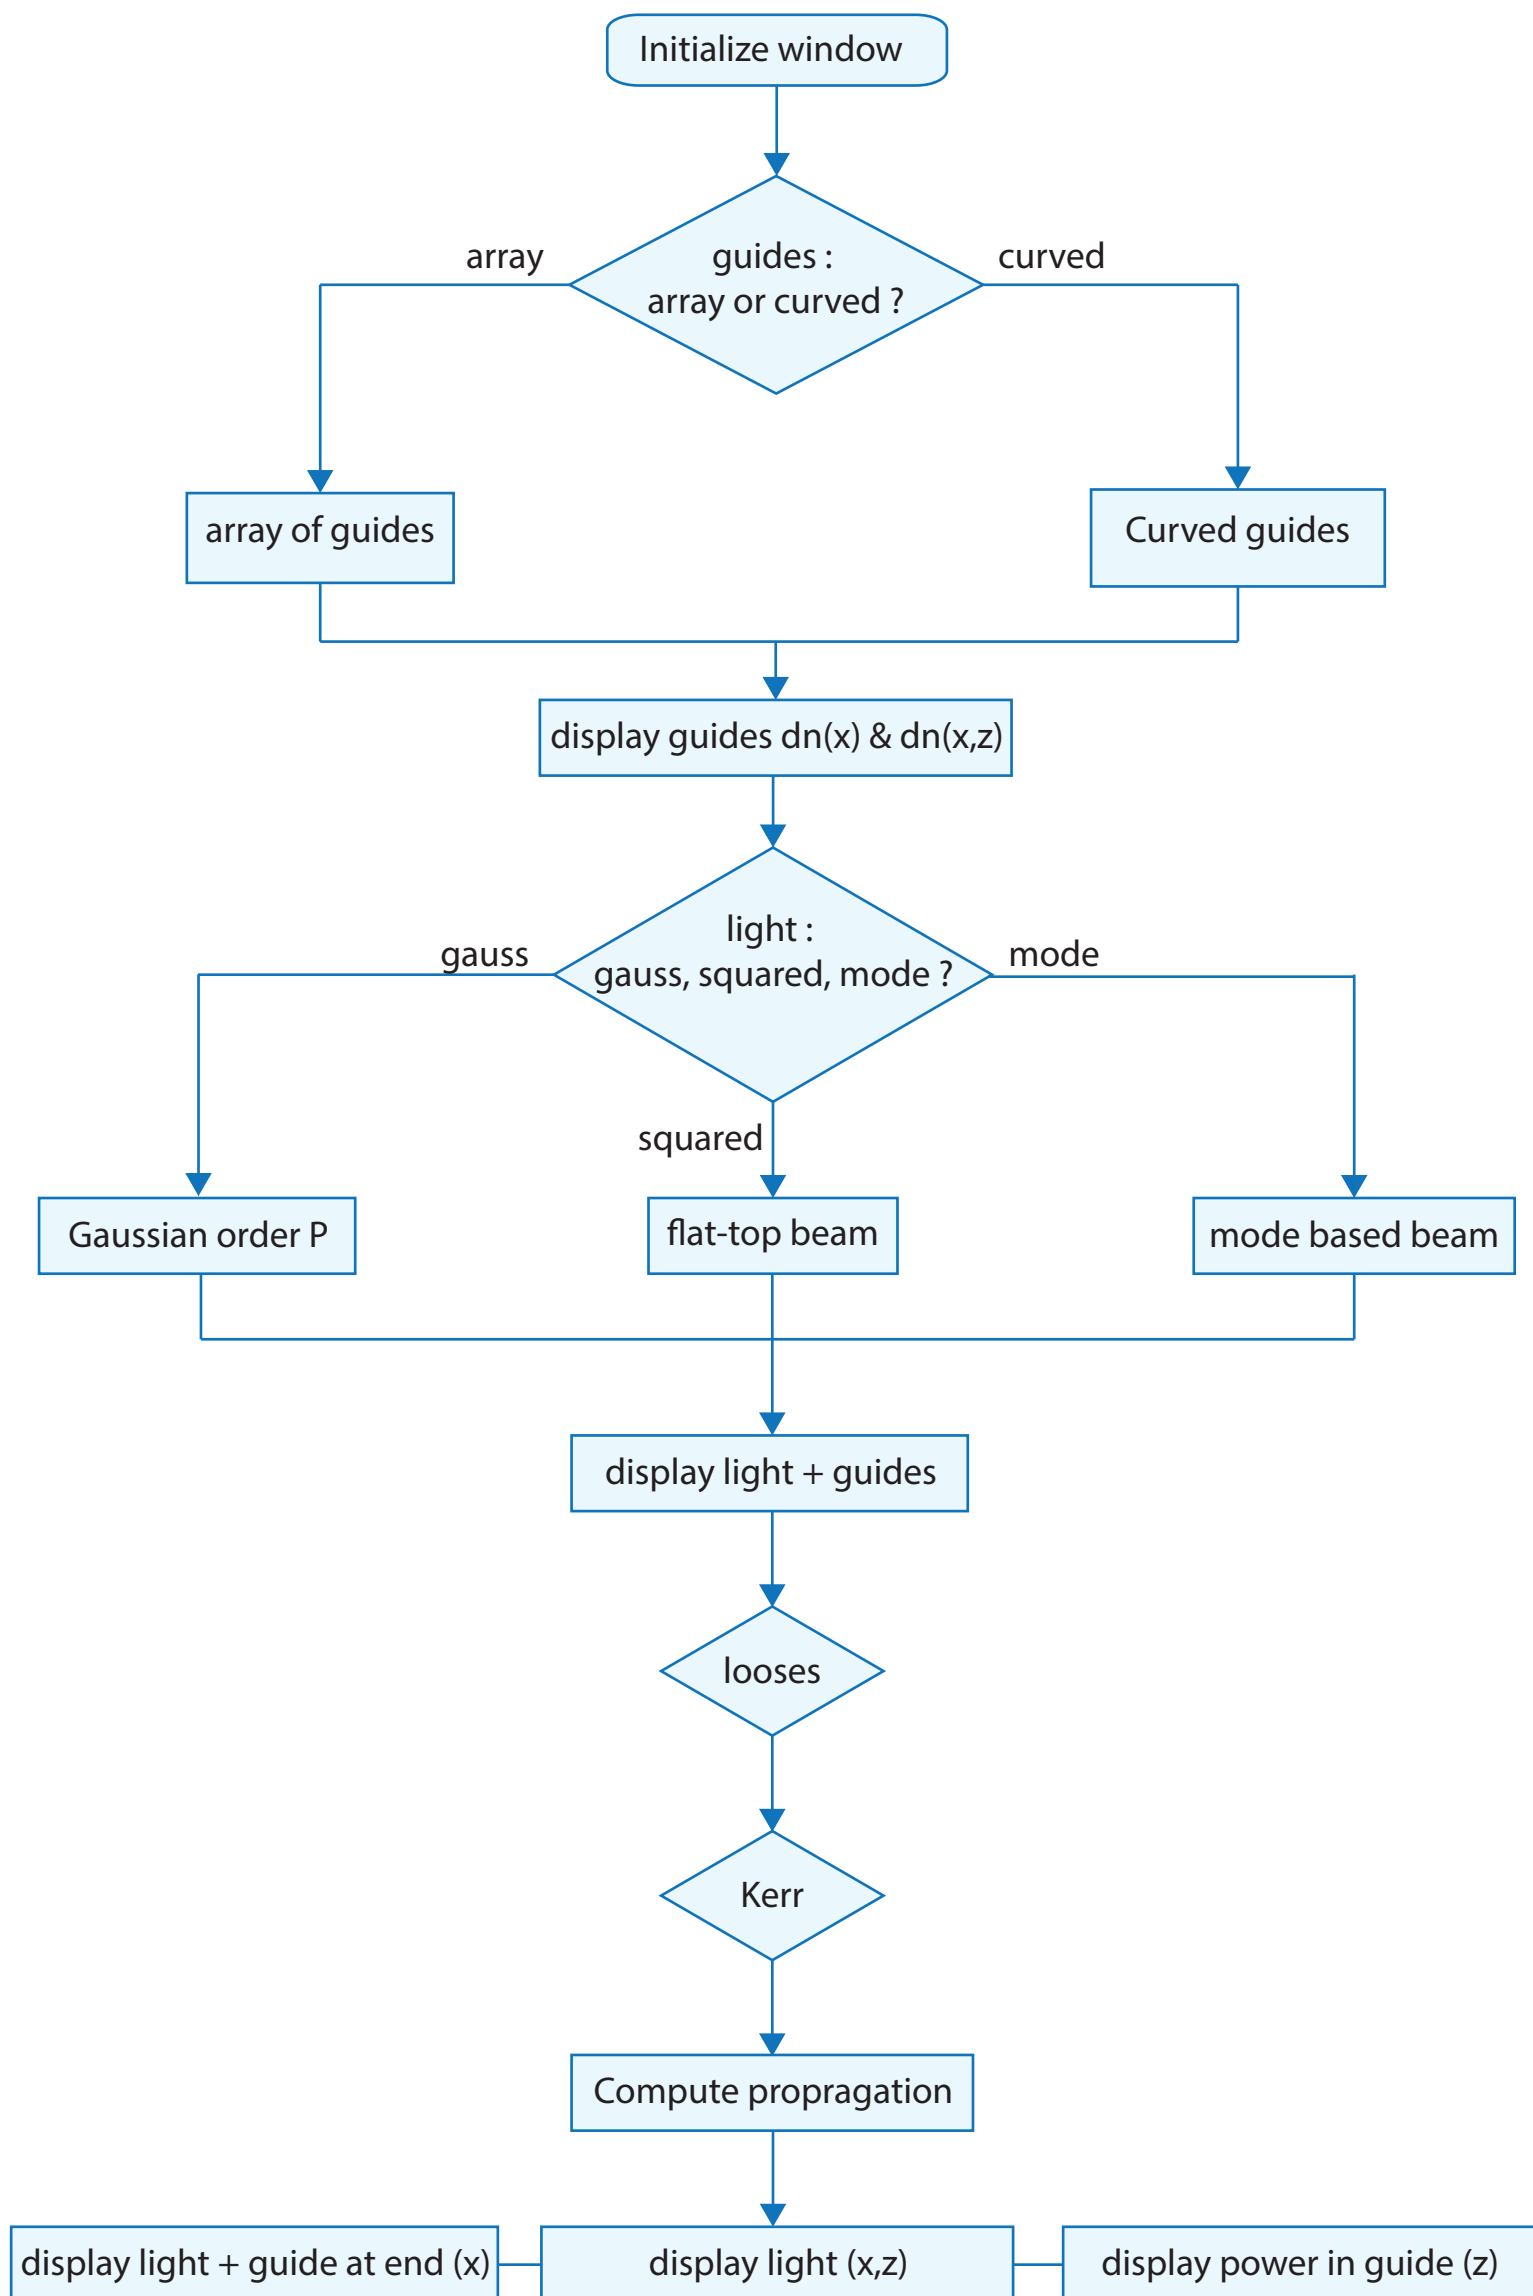 Initialize window
array
guides :
array or curved ?
curved
array of guides
Curved guides
display guides dn(x) & dn(x,z)
gauss
light :
gauss, squared, mode ?
mode
squared
Gaussian order P
flat-top beam
mode based beam
display light + guides
looses
Kerr
Compute propragation
display light + guide at end (x)
display light (x,z)
display power in guide (z)